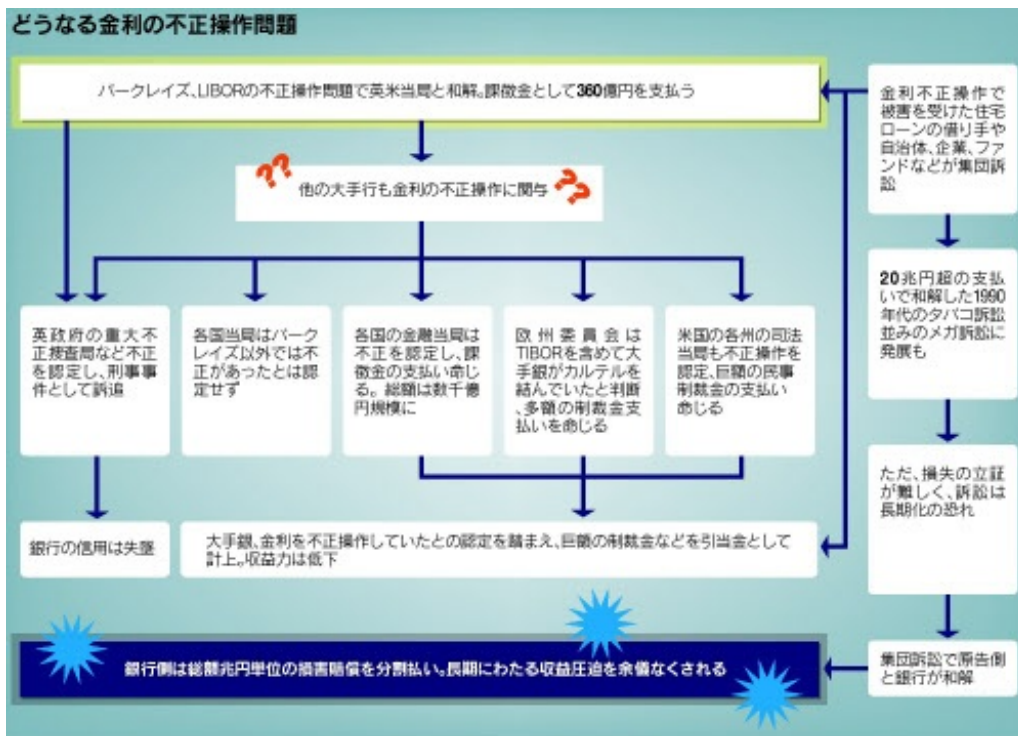 どうなる金利の不正操作問題
バークレイズ、LIBORの不正操作問題で英米当局と和解。課徴金として360億円を支払う
??
他の大手行も金利の不正操作に関与
??
英政府の重大不
正捜査局など不正
を認定し、刑事事
件として訴追
各国当局はバーク
レイズ以外では不
正があったとは認
定せず
各国の金融当局は
不正を認定し、課
徴金の支払い命じ
る。総額は数千億
円規模に
欧州委員会は
TIBORを含めて大
手銀がカルテルを
結んでいたと判断
、多額の制裁金支
払いを命じる
米国の各州の司法
当局も不正操作を
認定、巨額の民事
制裁金の支払い
命じる
銀行の信用は失墜
大手銀、金利を不正操作していたとの認定を踏まえ、巨額の制裁金などを引当金として
計上。収益力は低下
銀行側は総額兆円単位の損害賠償を分割払い。長期にわたる収益圧迫を余儀なくされる
金利不正操作で
被害を受けた住宅
ローンの借り手や
自治体、企業、ファ
ンドなどが集団訴
訟
20兆円超の支払
いで和解した1990
年代のタバコ訴訟
並みのメガ訴訟に
発展も
ただ、損失の立証
が難しく、訴訟は
長期化の恐れ
集団訴訟で原告側
と銀行が和解